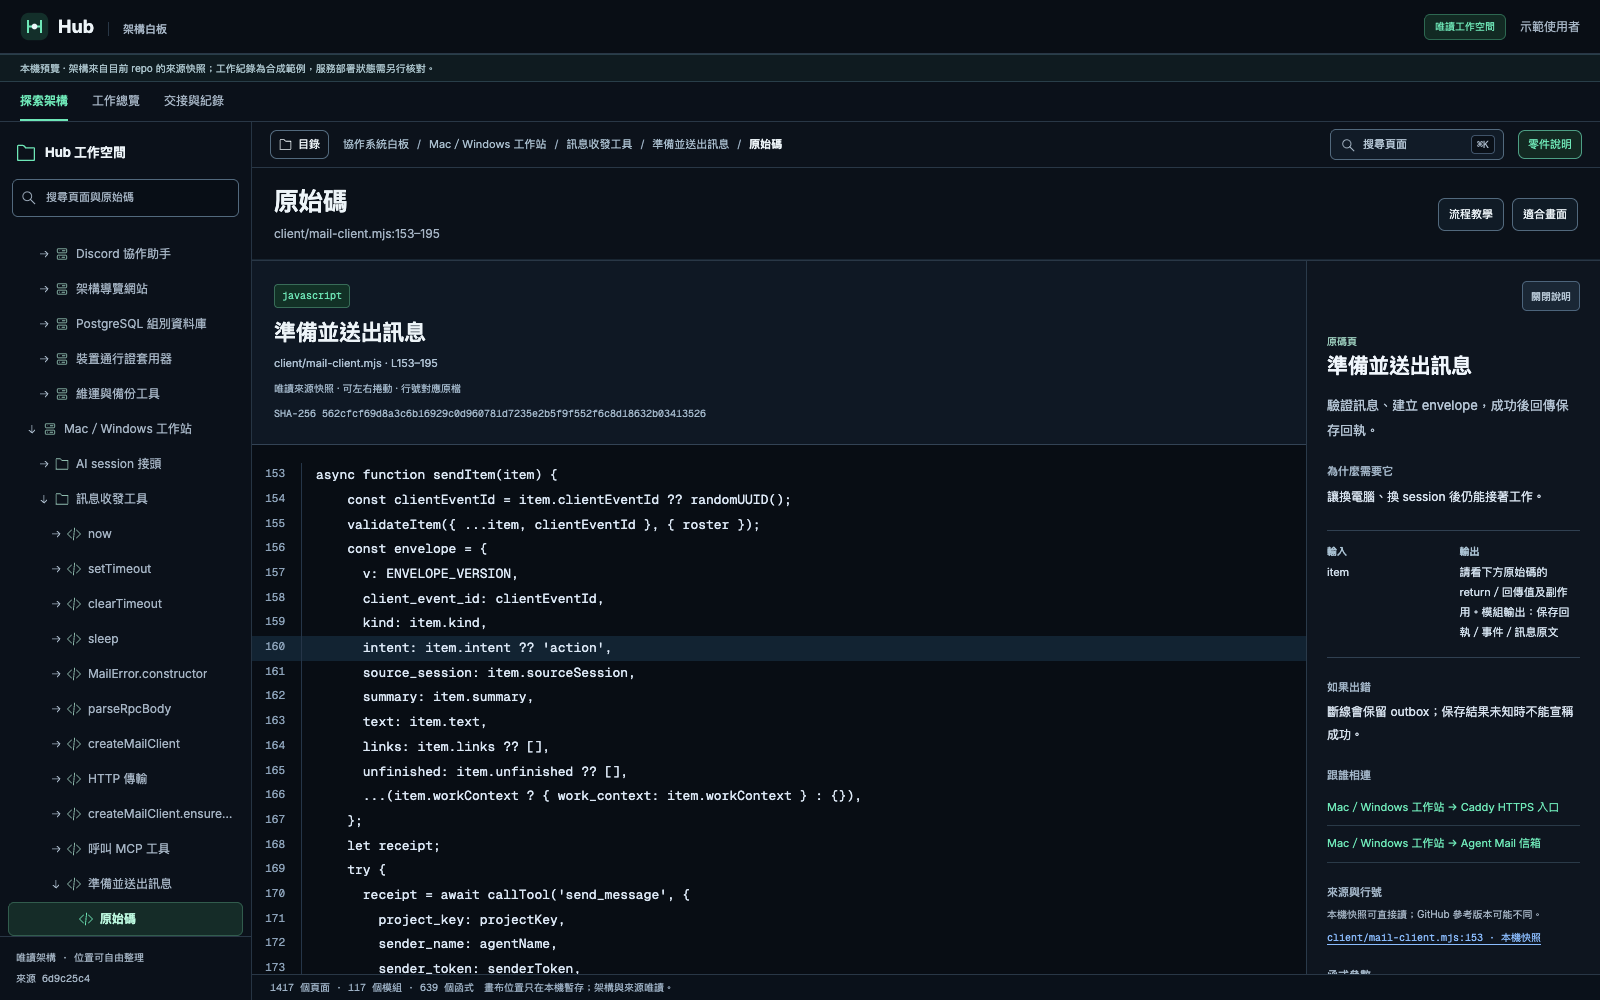 Hub
架構白板
唯讀工作空間
示範使用者
本機預覽 · 架構來自目前 repo 的來源快照；工作紀錄為合成範例，服務部署狀態需另行核對。
探索架構
工作總覽
交接與紀錄
Hub 工作空間
搜尋頁面與原始碼
→ Discord 協作助手
→ 架構導覽網站
→ PostgreSQL 組別資料庫
→ 裝置通行證套用器
→ 維運與備份工具
↓ Mac / Windows 工作站
→ AI session 接頭
↓ 訊息收發工具
→ </> now
→ </> setTimeout
→ </> clearTimeout
→ </> sleep
→ </> MailError.constructor
→ </> parseRpcBody
→ </> createMailClient
→ </> HTTP 傳輸
→ </> createMailClient.ensure...
→ </> 呼叫 MCP 工具
↓ </> 準備並送出訊息
</> 原始碼
唯讀架構 · 位置可自由整理
來源 6d9c25c4
目錄
協作系統白板 / Mac / Windows 工作站 / 訊息收發工具 / 準備並送出訊息 / 原始碼
搜尋頁面 ⌘K
零件說明
原始碼
client/mail-client.mjs:153–195
流程教學
適合畫面
javascript
準備並送出訊息
client/mail-client.mjs · L153–195
唯讀來源快照 · 可左右捲動 · 行號對應原檔
SHA-256 562cfcf69d8a3c6b16929c0d960781d7235e2b5f9f552f6c8d18632b03413526
153 async function sendItem(item) {
154 const clientEventId = item.clientEventId ?? randomUUID();
155 validateItem({ ...item, clientEventId }, { roster });
156 const envelope = {
157 v: ENVELOPE_VERSION,
158 client_event_id: clientEventId,
159 kind: item.kind,
160 intent: item.intent ?? 'action',
161 source_session: item.sourceSession,
162 summary: item.summary,
163 text: item.text,
164 links: item.links ?? [],
165 unfinished: item.unfinished ?? [],
166 ...(item.workContext ? { work_context: item.workContext } : {}),
167 };
168 let receipt;
169 try {
170 receipt = await callTool('send_message', {
171 project_key: projectKey,
172 sender_name: agentName,
173 sender_token: senderToken,
1417 個頁面 · 117 個模組 · 639 個函式 畫布位置只在本機暫存；架構與來源唯讀。
關閉說明
原碼頁
準備並送出訊息
驗證訊息、建立 envelope，成功後回傳保
存回執。
為什麼需要它
讓換電腦、換 session 後仍能接著工作。
輸入
item
輸出
請看下方原始碼的
return / 回傳值及副作
用。模組輸出：保存回
執 / 事件 / 訊息原文
如果出錯
斷線會保留 outbox；保存結果未知時不能宣稱
成功。
跟誰相連
Mac / Windows 工作站 → Caddy HTTPS 入口
Mac / Windows 工作站 → Agent Mail 信箱
來源與行號
本機快照可直接讀；GitHub 參考版本可能不同。
client/mail-client.mjs:153 · 本機快照
函式參數